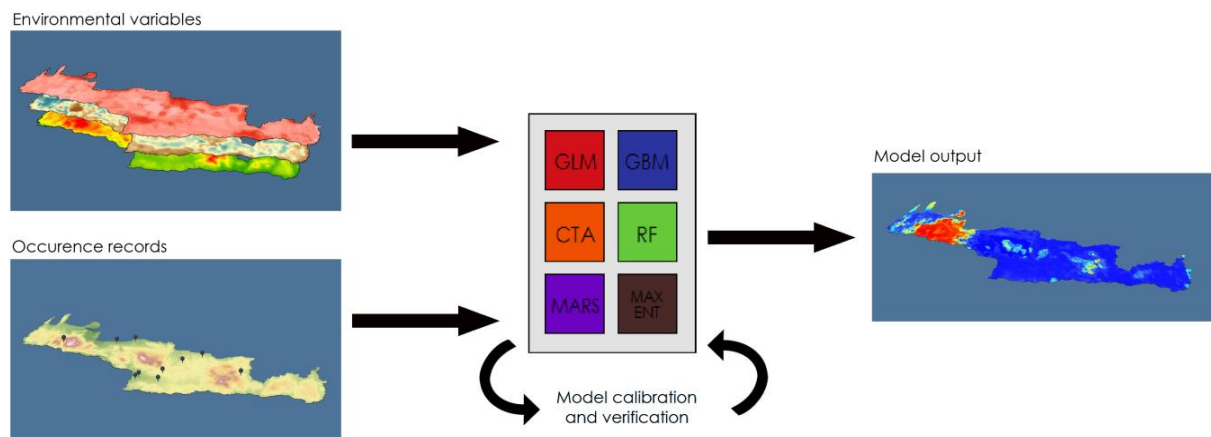 Environmental variables
Occurence records
GLM
GBM
CTA
RF
MARS
MAX
ENT
Model calibration
and verification
Model output